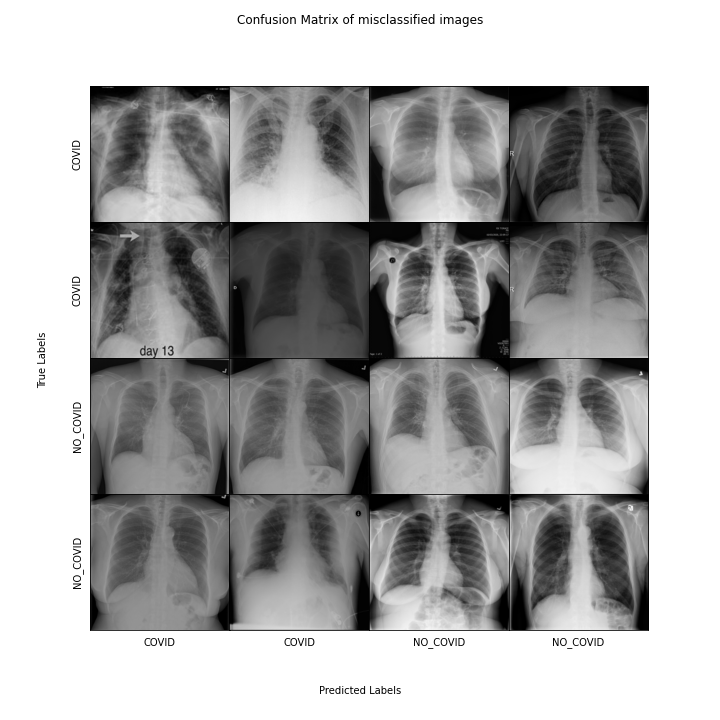 Confusion Matrix of misclassified images
COVID
R
COVID
day 13
R
True Labels
NO_COVID
NO_COVID
COVID
COVID
NO_COVID
NO_COVID
Predicted Labels